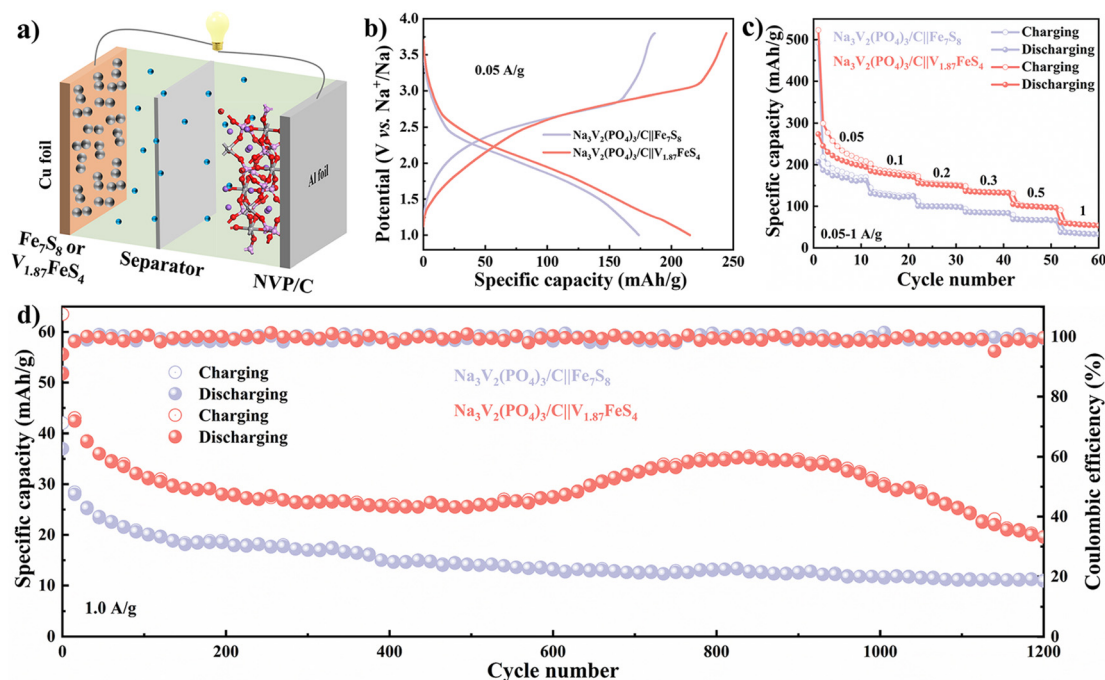 a)
Cu foil
Al foil
Fe₇S₈ or
V₁.₈₇FeS₄
Separator
NVP/C
b)
Potential (V vs. Na⁺/Na)
4.0
3.5
3.0
2.5
2.0
1.5
1.0
0.05 A/g
Na₃V₂(PO₄)₃/C||Fe₇S₈
Na₃V₂(PO₄)₃/C||V₁.₈₇FeS₄
0 50 100 150 200 250
Specific capacity (mAh/g)
c)
Specific capacity (mAh/g)
500
400
300
200
100
0
Na₃V₂(PO₄)₃/C||Fe₇S₈
Na₃V₂(PO₄)₃/C||V₁.₈₇FeS₄
Charging
Discharging
Charging
Discharging
0.05
0.1
0.2
0.3
0.5
1
0.05-1 A/g
0 10 20 30 40 50 60
Cycle number
d)
Specific capacity (mAh/g)
60
50
40
30
20
10
0
Charging
Discharging
Charging
Discharging
Na₃V₂(PO₄)₃/C||Fe₇S₈
Na₃V₂(PO₄)₃/C||V₁.₈₇FeS₄
1.0 A/g
100
80
60
40
20
0
Coulombic efficiency (%)
0 200 400 600 800 1000 1200
Cycle number